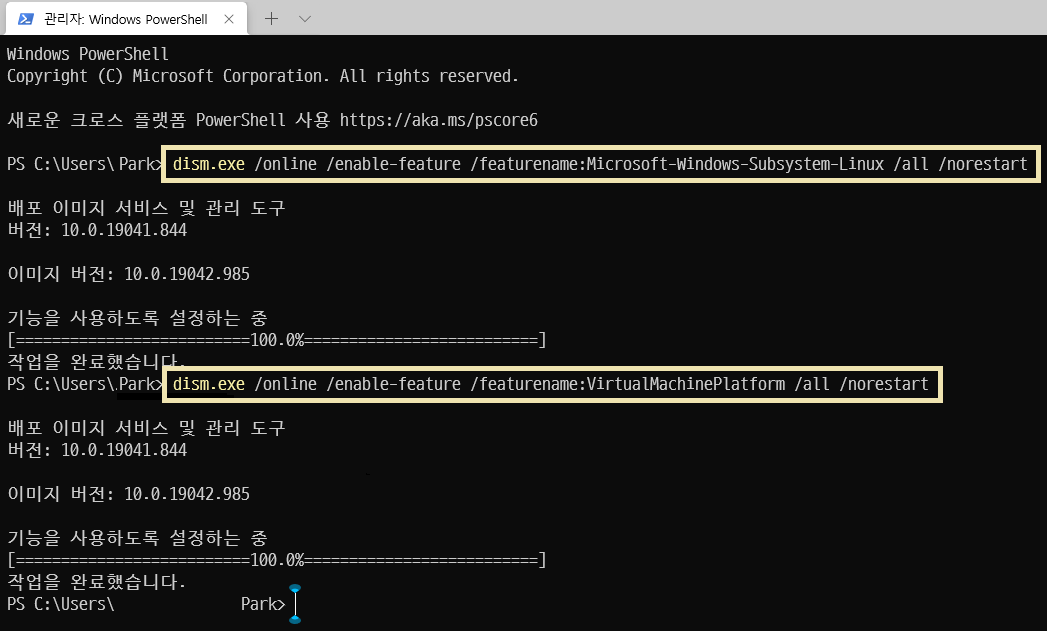 관리자: Windows PowerShell
Windows PowerShell
Copyright (C) Microsoft Corporation. All rights reserved.
새로운 크로스 플랫폼 PowerShell 사용 https://aka.ms/pscore6
PS C:\Users\ Park> dism.exe /online /enable-feature /featurename:Microsoft-Windows-Subsystem-Linux /all /norestart
배포 이미지 서비스 및 관리 도구
버전: 10.0.19041.844
이미지 버전: 10.0.19042.985
기능을 사용하도록 설정하는 중
[==========================100.0%==========================]
작업을 완료했습니다.
PS C:\Users\ Park> dism.exe /online /enable-feature /featurename:VirtualMachinePlatform /all /norestart
배포 이미지 서비스 및 관리 도구
버전: 10.0.19041.844
이미지 버전: 10.0.19042.985
기능을 사용하도록 설정하는 중
[==========================100.0%==========================]
작업을 완료했습니다.
PS C:\Users\ Park>